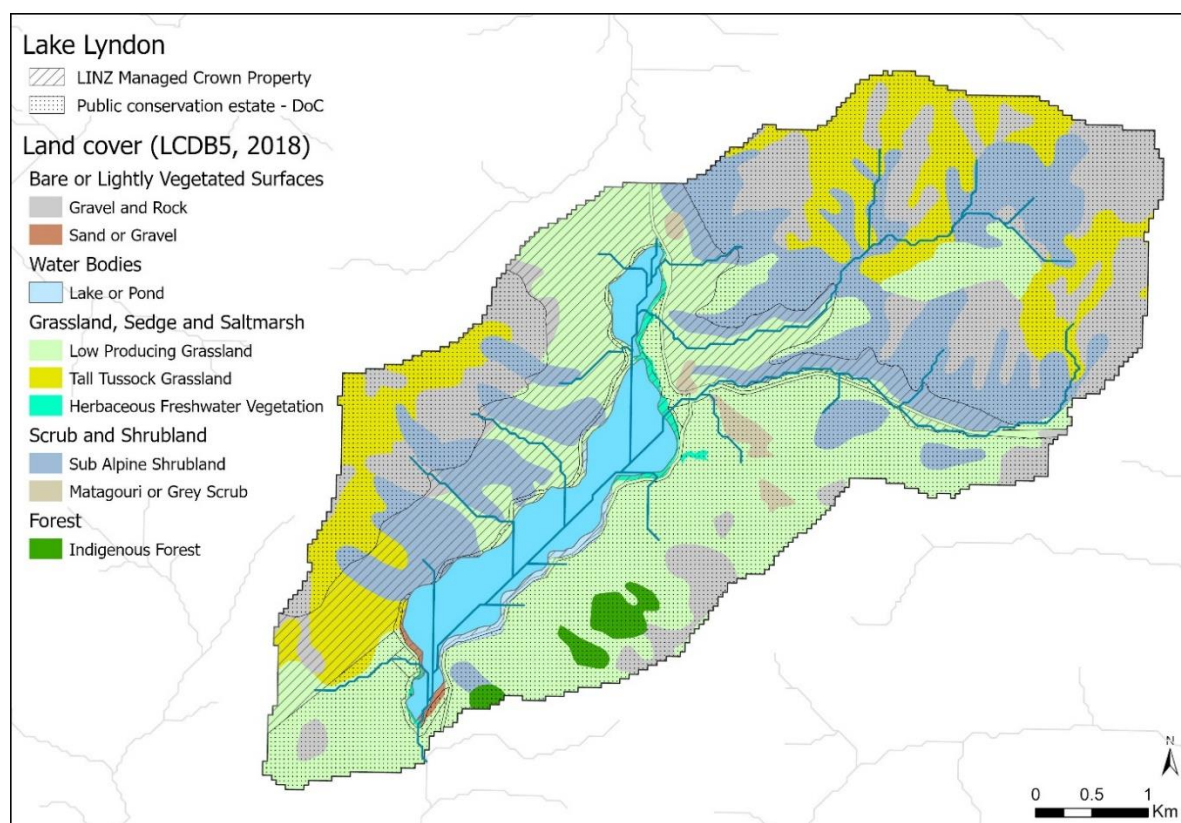 Lake Lyndon
LINZ Managed Crown Property
Public conservation estate - DoC
Land cover (LCDB5, 2018)
Bare or Lightly Vegetated Surfaces
Gravel and Rock
Sand or Gravel
Water Bodies
Lake or Pond
Grassland, Sedge and Saltmarsh
Low Producing Grassland
Tall Tussock Grassland
Herbaceous Freshwater Vegetation
Scrub and Shrubland
Sub Alpine Shrubland
Matagouri or Grey Scrub
Forest
Indigenous Forest
N
0 0.5 1
Km